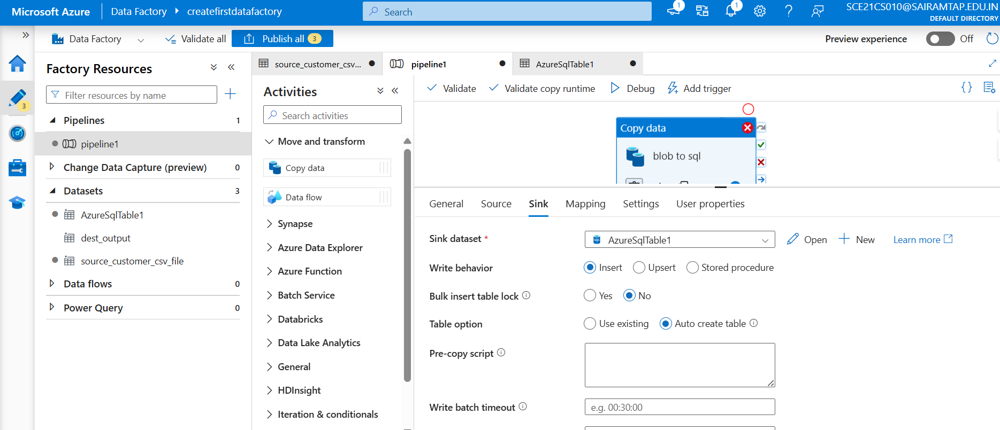 Microsoft Azure
Data Factory
createfirstdatafactory
Search
1
1
SCE21CS010@SAIRAMTAP.EDU.IN
DEFAULT DIRECTORY
Data Factory
Validate all
Publish all
3
Preview experience
Off
3
Factory Resources
Filter resources by name
Pipelines
1
pipeline1
Change Data Capture (preview)
0
Datasets
3
AzureSqlTable1
dest_output
source_customer_csv_file
Data flows
0
Power Query
0
source_customer_csv...
pipeline1
AzureSqlTable1
Activities
Search activities
Move and transform
Copy data
Data flow
Synapse
Azure Data Explorer
Azure Function
Batch Service
Databricks
Data Lake Analytics
General
HDInsight
Iteration & conditionals
Validate
Validate copy runtime
Debug
Add trigger
Copy data
blob to sql
General
Source
Sink
Mapping
Settings
User properties
Sink dataset *
SQL
AzureSqlTable1
Open
New
Learn more
Write behavior
Insert
Upsert
Stored procedure
Bulk insert table lock
Yes
No
Table option
Use existing
Auto create table
Pre-copy script
Write batch timeout
e.g. 00:30:00